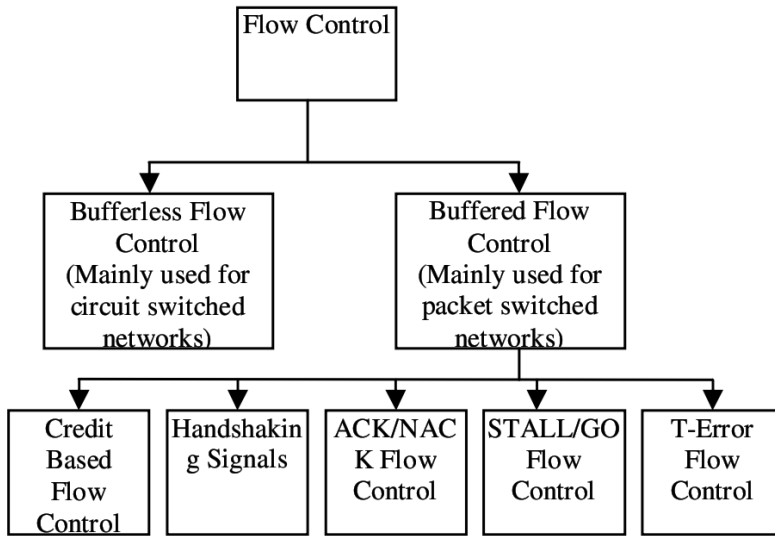 Flow Control
Bufferless Flow
Control
(Mainly used for
circuit switched
networks)
Buffered Flow
Control
(Mainly used for
packet switched
networks)
Credit
Based
Flow
Control
Handshakin
g Signals
ACK/NAC
K Flow
Control
STALL/GO
Flow
Control
T-Error
Flow
Control